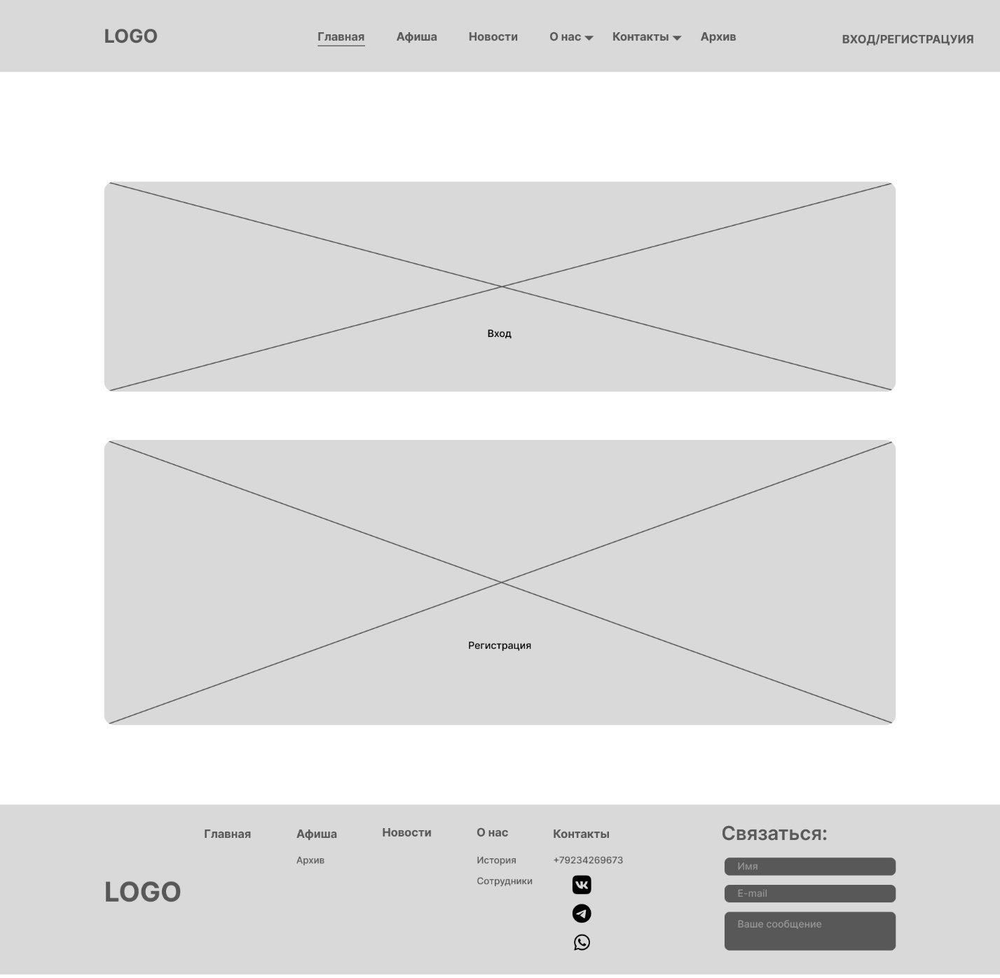 LOGO
Главная
Афиша
Новости
О нас
Контакты
Архив
ВХОД/РЕГИСТРАЦУИЯ
Вход
Регистрация
LOGO
Главная
Афиша
Архив
Новости
О нас
История
Сотрудники
Контакты
+79234269673
Связаться:
Имя
E-mail
Ваше сообщение